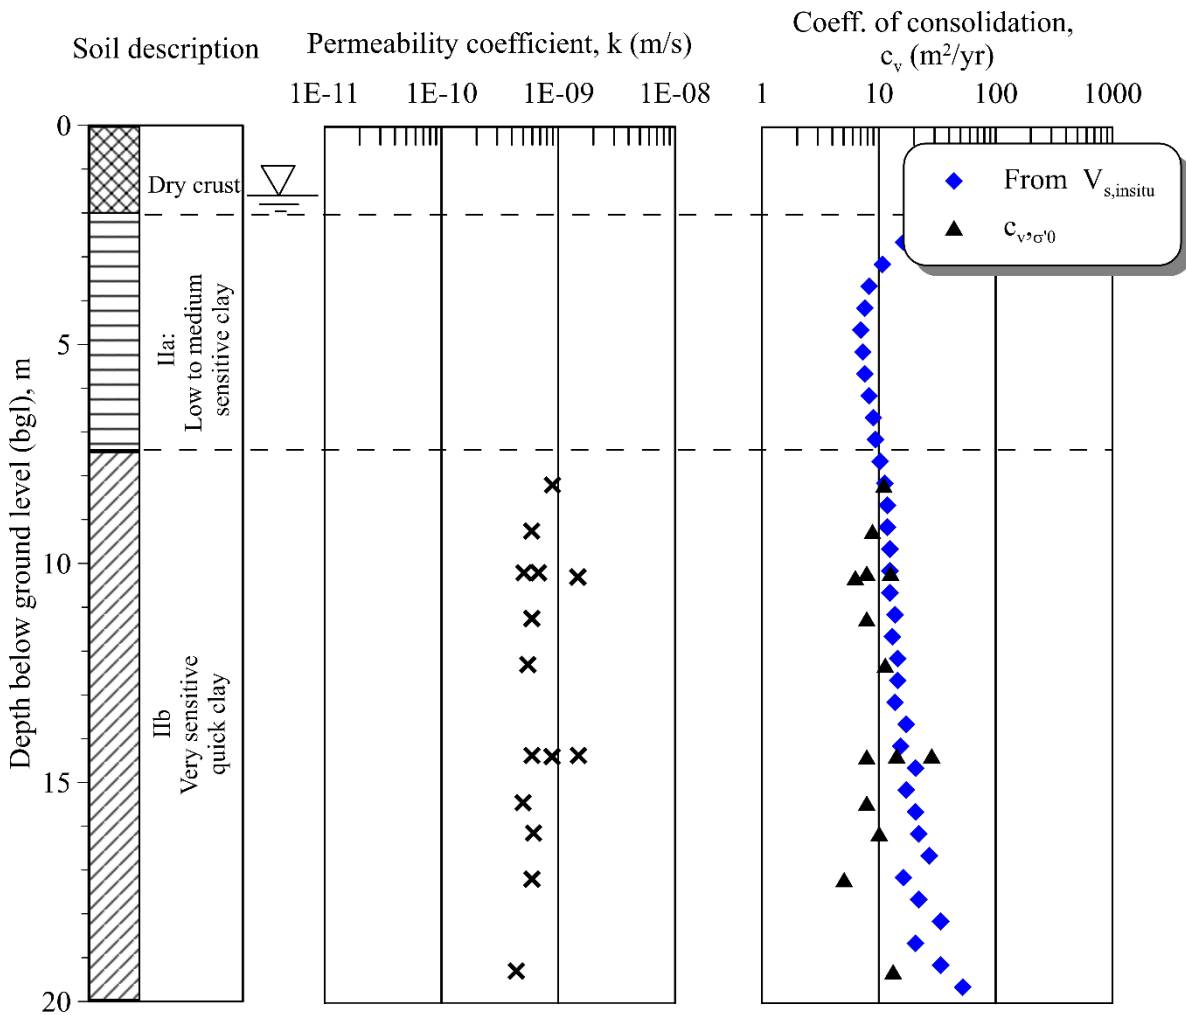 Soil description
Permeability coefficient, k (m/s)
Coeff. of consolidation,
cᵥ (m²/yr)
1E-11 1E-10 1E-09 1E-08
1 10 100 1000
Depth below ground level (bgl), m
0
5
10
15
20
Dry crust
IIa:
Low to medium
sensitive clay
IIb
Very sensitive
quick clay
From Vs,insitu
cv,σ'0